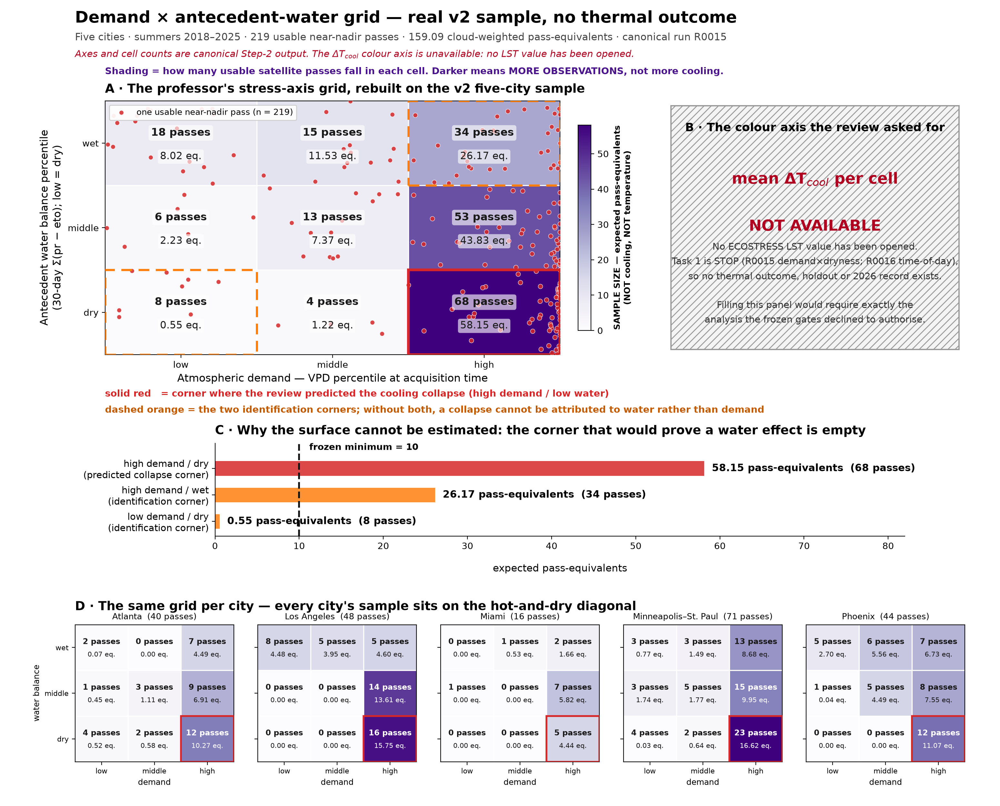 Demand × antecedent-water grid — real v2 sample, no thermal outcome
Five cities · summers 2018–2025 · 219 usable near-nadir passes · 159.09 cloud-weighted pass-equivalents · canonical run R0015
Axes and cell counts are canonical Step-2 output. The ΔTcool colour axis is unavailable: no LST value has been opened.
Shading = how many usable satellite passes fall in each cell. Darker means MORE OBSERVATIONS, not more cooling.
A · The professor's stress-axis grid, rebuilt on the v2 five-city sample
one usable near-nadir pass (n = 219)
Antecedent water balance percentile
(30-day Σ(pr − eto); low = dry)
wet
18 passes
8.02 eq.
15 passes
11.53 eq.
34 passes
26.17 eq.
middle
6 passes
2.23 eq.
13 passes
7.37 eq.
53 passes
43.83 eq.
dry
8 passes
0.55 eq.
4 passes
1.22 eq.
68 passes
58.15 eq.
low
middle
high
Atmospheric demand — VPD percentile at acquisition time
50
40
30
20
10
0
SAMPLE SIZE — expected pass-equivalents
(NOT cooling, NOT temperature)
B · The colour axis the review asked for
mean ΔTcool per cell
NOT AVAILABLE
No ECOSTRESS LST value has been opened.
Task 1 is STOP (R0015 demand×dryness; R0016 time-of-day),
so no thermal outcome, holdout or 2026 record exists.
Filling this panel would require exactly the
analysis the frozen gates declined to authorise.
solid red = corner where the review predicted the cooling collapse (high demand / low water)
dashed orange = the two identification corners; without both, a collapse cannot be attributed to water rather than demand
C · Why the surface cannot be estimated: the corner that would prove a water effect is empty
frozen minimum = 10
high demand / dry
(predicted collapse corner)
58.15 pass-equivalents (68 passes)
high demand / wet
(identification corner)
26.17 pass-equivalents (34 passes)
low demand / dry
(identification corner)
0.55 pass-equivalents (8 passes)
0
10
20
30
40
50
60
70
80
expected pass-equivalents
D · The same grid per city — every city's sample sits on the hot-and-dry diagonal
Atlanta (40 passes)
water balance
wet
2 passes
0.07 eq.
0 passes
0.00 eq.
7 passes
4.49 eq.
middle
1 passes
0.45 eq.
3 passes
1.11 eq.
9 passes
6.91 eq.
dry
4 passes
0.52 eq.
2 passes
0.58 eq.
12 passes
10.27 eq.
low
middle
high
demand
Los Angeles (48 passes)
8 passes
4.48 eq.
5 passes
3.95 eq.
5 passes
4.60 eq.
0 passes
0.00 eq.
0 passes
0.00 eq.
14 passes
13.61 eq.
0 passes
0.00 eq.
0 passes
0.00 eq.
16 passes
15.75 eq.
low
middle
high
demand
Miami (16 passes)
0 passes
0.00 eq.
1 passes
0.53 eq.
2 passes
1.66 eq.
1 passes
0.00 eq.
0 passes
0.00 eq.
7 passes
5.82 eq.
0 passes
0.00 eq.
0 passes
0.00 eq.
5 passes
4.44 eq.
low
middle
high
demand
Minneapolis–St. Paul (71 passes)
3 passes
0.77 eq.
3 passes
1.49 eq.
13 passes
8.68 eq.
3 passes
1.74 eq.
5 passes
1.77 eq.
15 passes
9.95 eq.
4 passes
0.03 eq.
2 passes
0.64 eq.
23 passes
16.62 eq.
low
middle
high
demand
Phoenix (44 passes)
5 passes
2.70 eq.
6 passes
5.56 eq.
7 passes
6.73 eq.
1 passes
0.04 eq.
5 passes
4.49 eq.
8 passes
7.55 eq.
0 passes
0.00 eq.
0 passes
0.00 eq.
12 passes
11.07 eq.
low
middle
high
demand